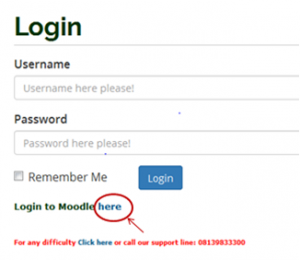 Login
Username
Username here please!
Password
Password here please!
Remember Me Login
Login to Moodle here
For any difficulty Click here or call our support line: 08139833300